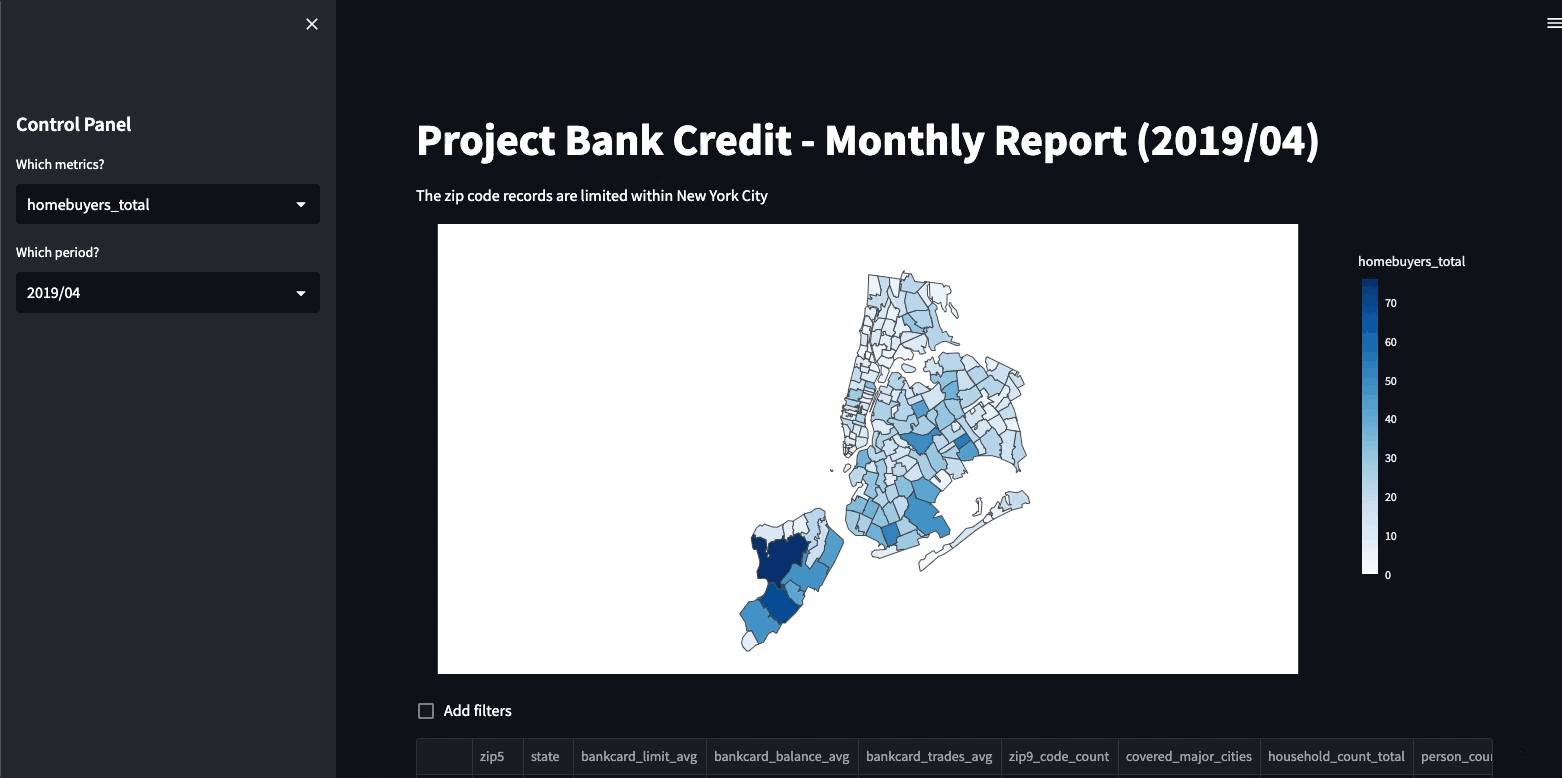 Control Panel
Which metrics?
homebuyers_total
Which period?
2019/04
Project Bank Credit - Monthly Report (2019/04)
The zip code records are limited within New York City
homebuyers_total
70
60
50
40
30
20
10
0
Add filters
zip5 state bankcard_limit_avg bankcard_balance_avg bankcard_trades_avg zip9_code_count covered_major_cities household_count_total person_cou